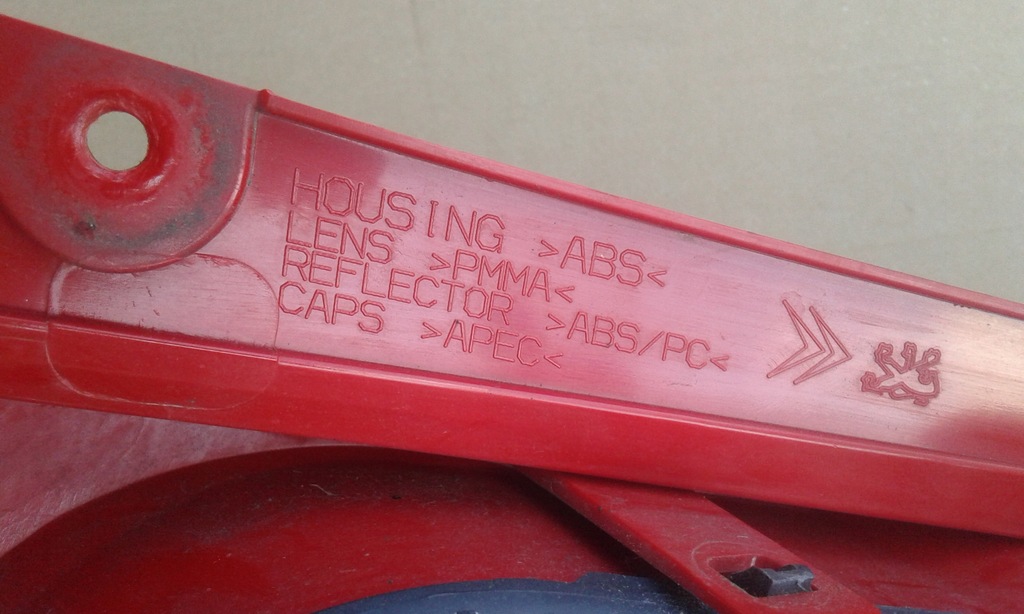 HOUSING >ABS<
LENS >PMMA<
REFLECTOR >ABS/PC<
CAPS >APEC<